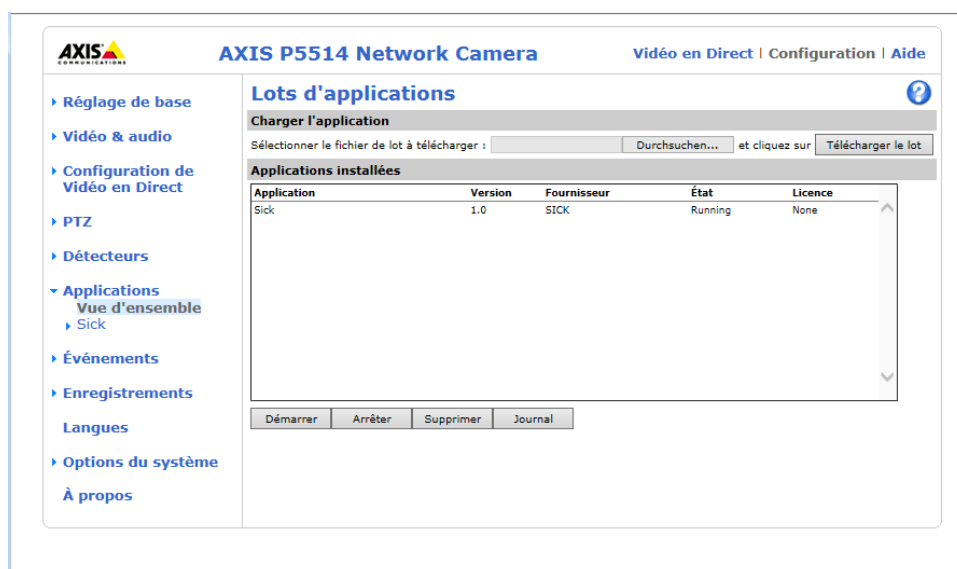 AXIS COMMUNICATIONS
AXIS P5514 Network Camera
Vidéo en Direct | Configuration | Aide
Réglage de base
Vidéo & audio
Configuration de
Vidéo en Direct
PTZ
Détecteurs
Applications
Vue d'ensemble
Sick
Événements
Enregistrements
Langues
Options du système
À propos
Lots d'applications
?
Charger l'application
Sélectionner le fichier de lot à télécharger : Durchsuchen... et cliquez sur Télécharger le lot
Applications installées
Application Version Fournisseur État Licence
Sick 1.0 SICK Running None
Démarrer Arrêter Supprimer Journal